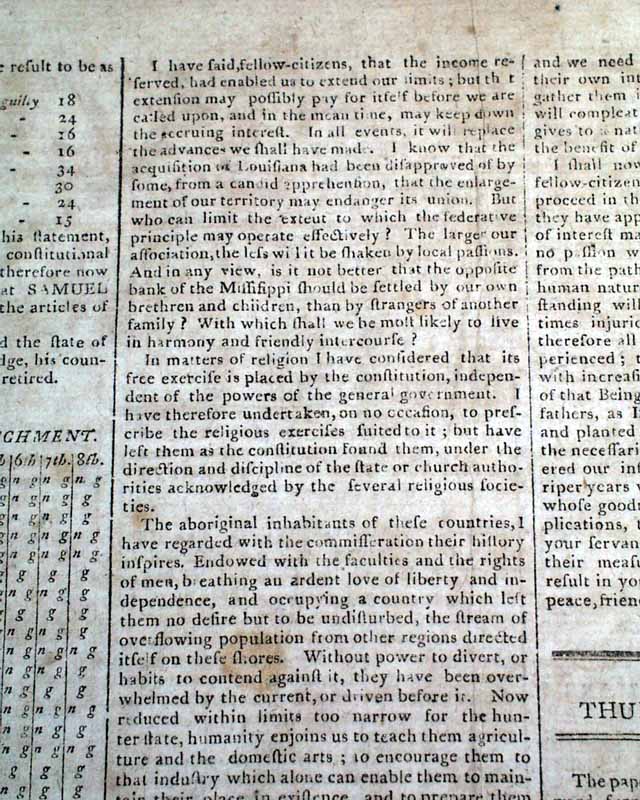 e result to be as
guilty 18
- 24
- 16
- 16
- 34
30
- 24
- 15
his statement,
constitutional
therefore now
at SAMUEL
the articles of
d the state of
dge, his coun-
retired.
CHMENT.
6th 7th. 8th.
I have said, fellow-citizens, that the income re-
served, had enabled us to extend our limits; but that
extension may possibly pay for itself before we are
called upon, and in the mean time, may keep down
the accruing interest. In all events, it will replace
the advances we shall have made. I know that the
acquisition of Louisiana had been disapproved of by
some, from a candid apprehension, that the enlarge-
ment of our territory may endanger its union. But
who can limit the exteut to which the federative
principle may operate effectively? The larger our
association, the less will it be shaken by local passions.
And in any view, is it not better that the opposite
bank of the Missisippi should be settled by our own
brethren and children, than by strangers of another
family? With which shall we be most likely to live
in harmony and friendly intercourse?
In matters of religion I have considered that its
free exercise is placed by the constitution, indepen-
dent of the powers of the general government. I
have therefore undertaken, on no occasion, to pres-
cribe the religious exercises suited to it; but have
left them as the constitution found them, under the
direction and discipline of the state or church autho-
rities acknowledged by the several religious socie-
ties.
The aboriginal inhabitants of these countries, I
have regarded with the commisseration their history
inspires. Endowed with the faculties and the rights
of men, breathing an ardent love of liberty and in-
dependence, and occupying a country which left
them no desire but to be undisturbed, the stream of
overflowing population from other regions directed
itself on these shores. Without power to divert, or
habits to contend against it, they have been over-
whelmed by the current, or driven before it. Now
reduced within limits too narrow for the hun-
ter state, humanity enjoins us to teach them agricul-
ture and the domestic arts; to encourage them to
that industry which alone can enable them to main-
tain their place in existence, and to prepare them
and we need
their own int
gather them i
will compleat
gives to a nat
the benefit of
I shall now
fellow-citizen
proceed in th
they have app
of interest ma
no passion w
from the path
human natur
standing will
times injurio
therefore all
perienced; t
with increasi
of that Being
fathers, as I
and planted
the necessari
ered our in
riper years v
whose goodn
plications, t
your servan
their measu
result in yo
peace, frien
THU
The pap